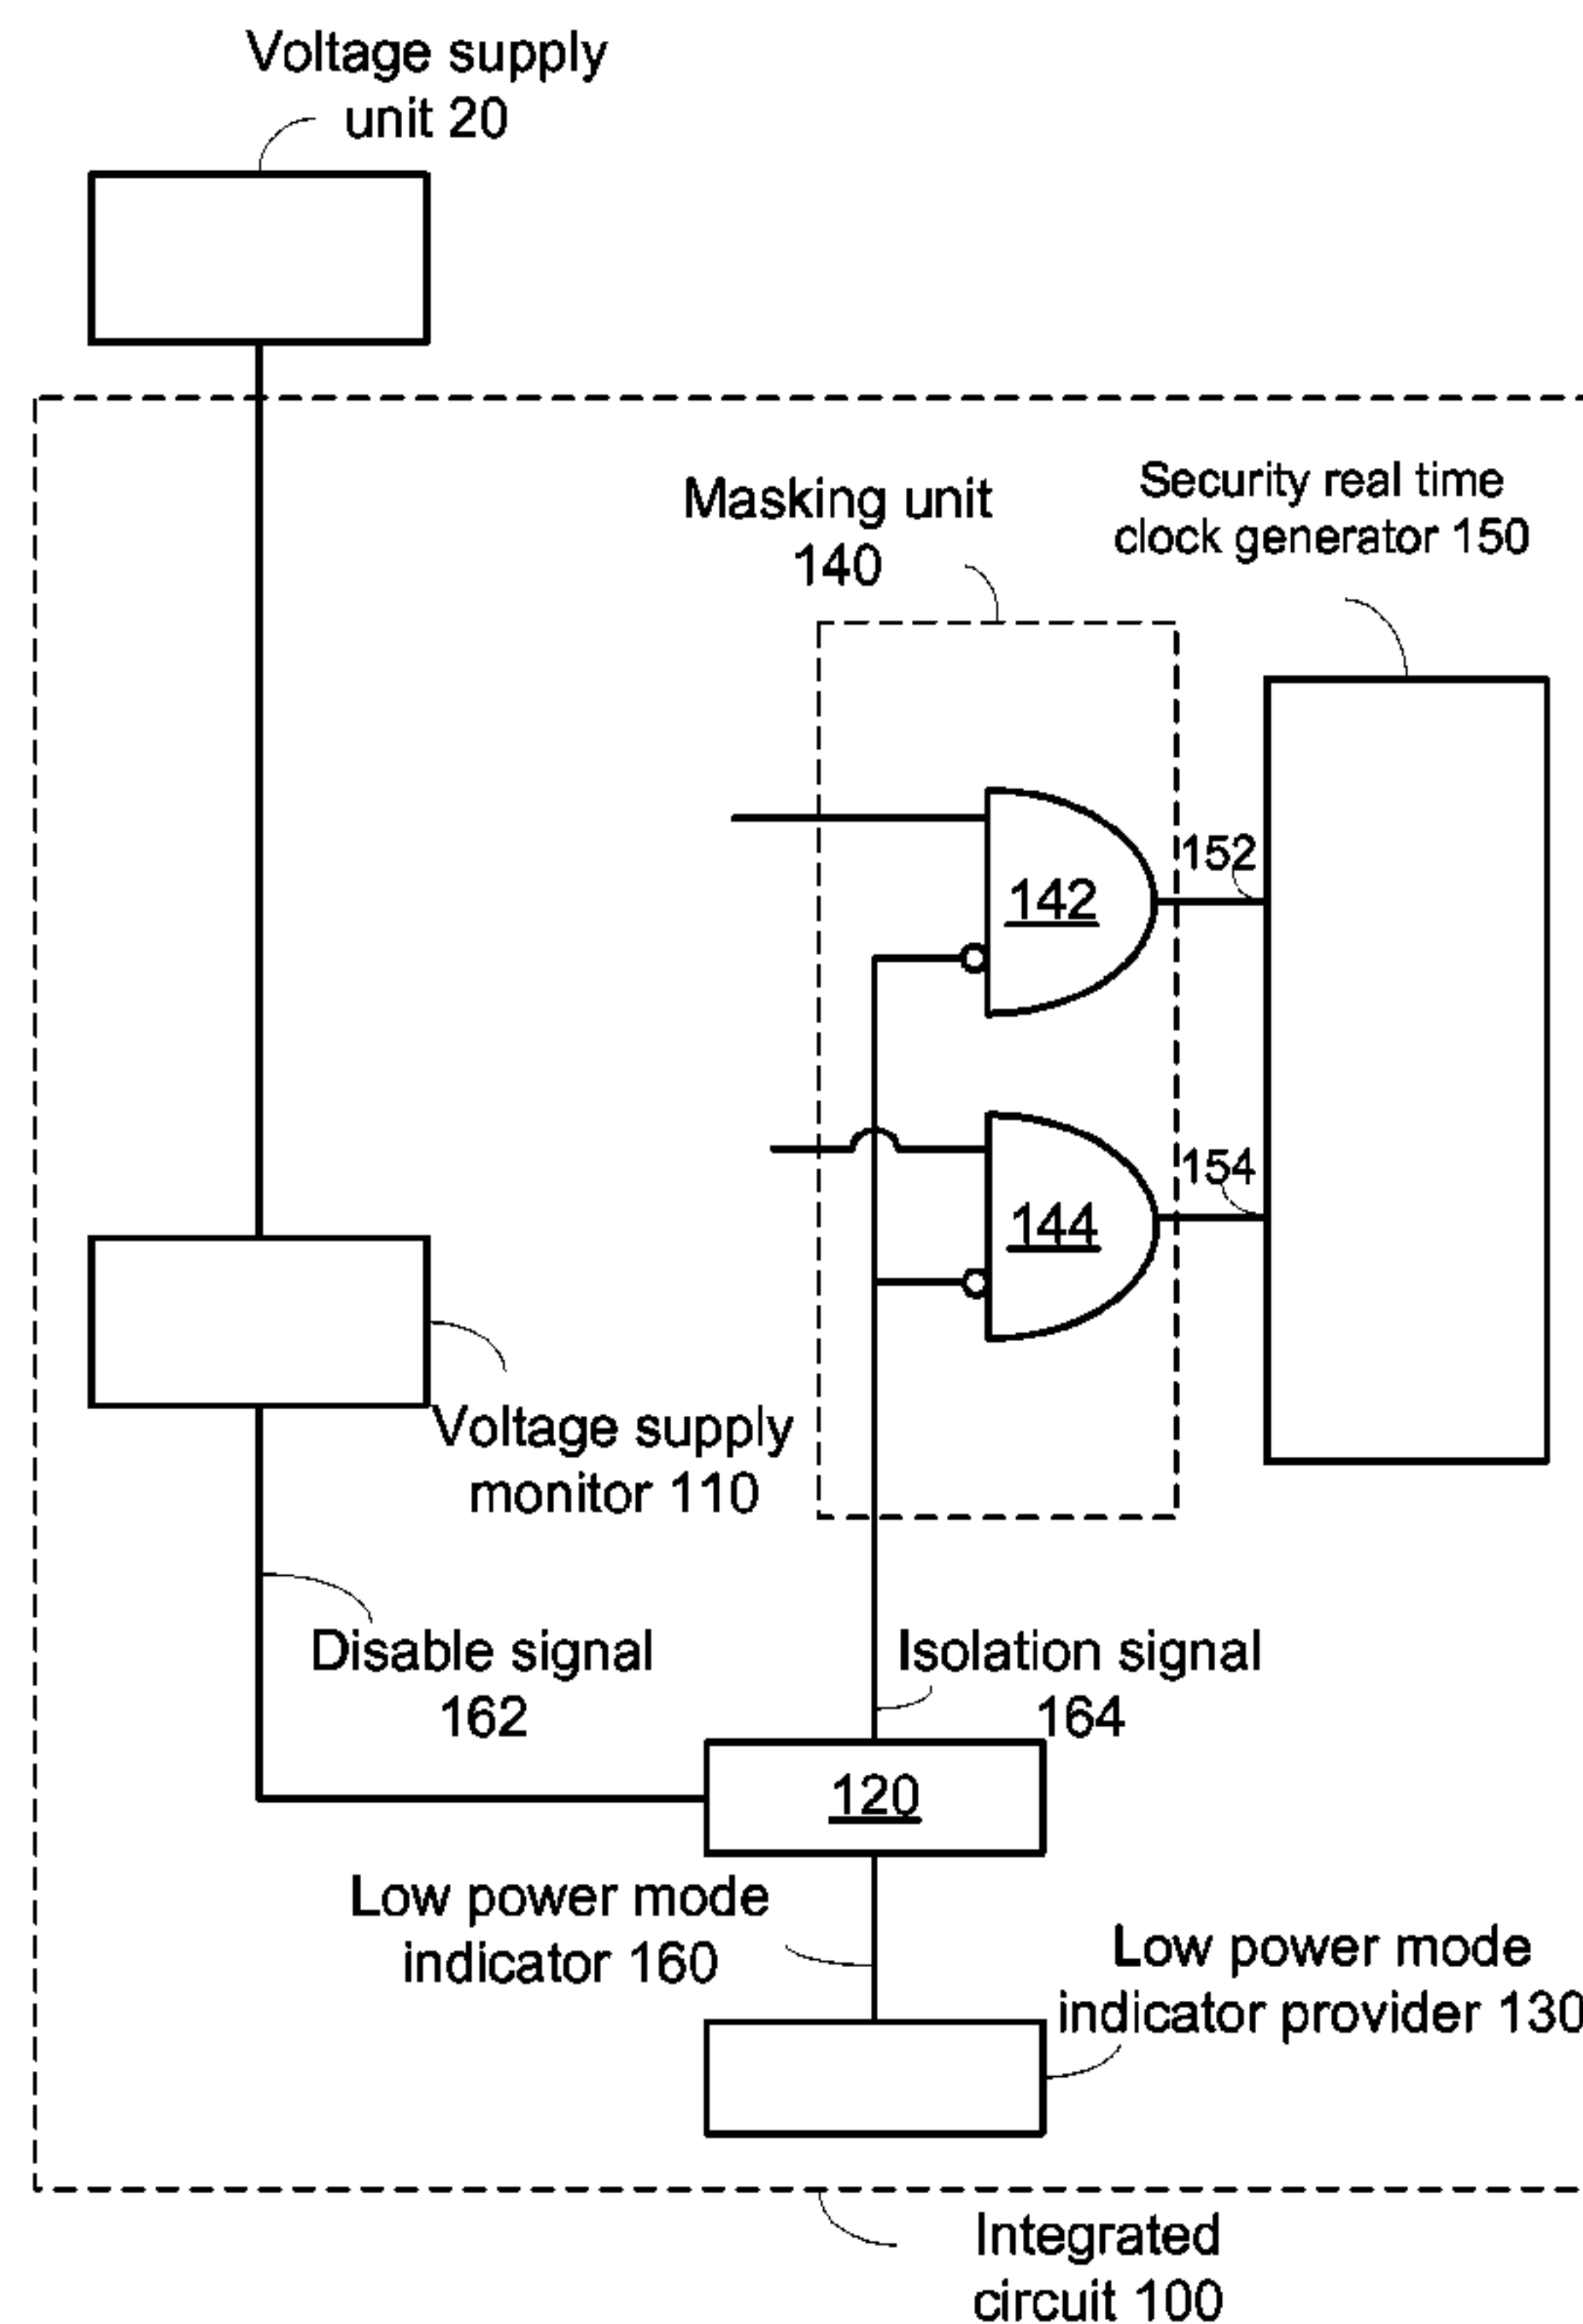 Voltage supply
unit 20
Masking unit
140
Security real time
clock generator 150
142
152
144
154
Voltage supply
monitor 110
Disable signal
162
Isolation signal
164
120
Low power mode
indicator 160
Low power mode
indicator provider 130
Integrated
circuit 100